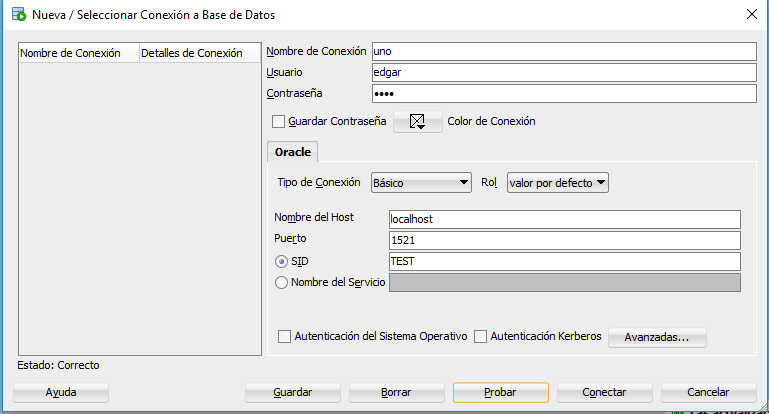 Nueva / Seleccionar Conexión a Base de Datos
Nombre de Conexión Detalles de Conexión
Nombre de Conexión uno
Usuario edgar
Contraseña ••••
Guardar Contraseña Color de Conexión
Oracle
Tipo de Conexión Básico Rol valor por defecto
Nombre del Host localhost
Puerto 1521
SID TEST
Nombre del Servicio
Autenticación del Sistema Operativo Autenticación Kerberos Avanzadas...
Estado: Correcto
Ayuda Guardar Borrar Probar Conectar Cancelar